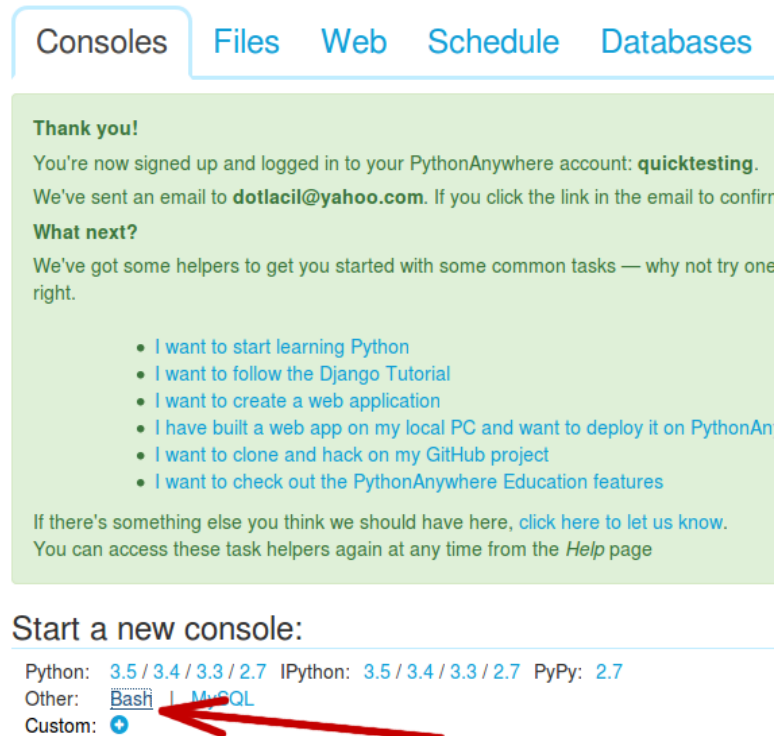 Consoles Files Web Schedule Databases
Thank you!
You're now signed up and logged in to your PythonAnywhere account: quicktesting.
We've sent an email to dotlacil@yahoo.com. If you click the link in the email to confirm
What next?
We've got some helpers to get you started with some common tasks — why not try one
right.
I want to start learning Python
I want to follow the Django Tutorial
I want to create a web application
I have built a web app on my local PC and want to deploy it on PythonAn
I want to clone and hack on my GitHub project
I want to check out the PythonAnywhere Education features
If there's something else you think we should have here, click here to let us know.
You can access these task helpers again at any time from the Help page
Start a new console:
Python: 3.5 / 3.4 / 3.3 / 2.7 IPython: 3.5 / 3.4 / 3.3 / 2.7 PyPy: 2.7
Other: Bash | MySQL
Custom: